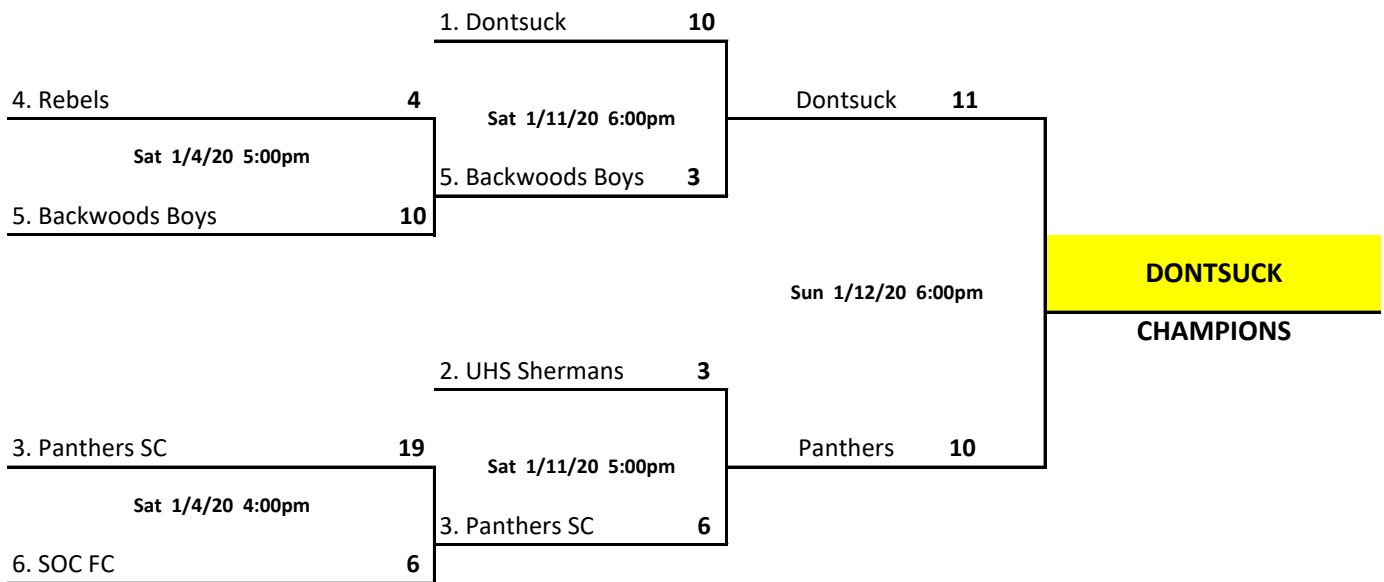 1. Dontsuck 10
4. Rebels 4
Sat 1/11/20 6:00pm
Dontsuck 11
Sat 1/4/20 5:00pm
5. Backwoods Boys 3
5. Backwoods Boys 10
DONTSUCK
Sun 1/12/20 6:00pm
CHAMPIONS
2. UHS Shermans 3
3. Panthers SC 19
Sat 1/11/20 5:00pm
Panthers 10
Sat 1/4/20 4:00pm
3. Panthers SC 6
6. SOC FC 6